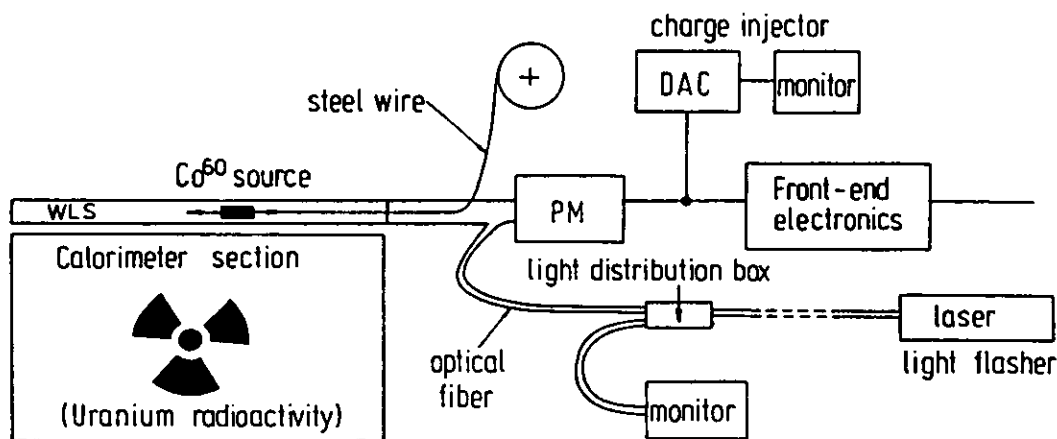 charge injector
DAC
monitor
steel wire
Co⁶⁰ source
WLS
PM
Front-end
electronics
Calorimeter section
light distribution box
laser
light flasher
optical
fiber
monitor
(Uranium radioactivity)